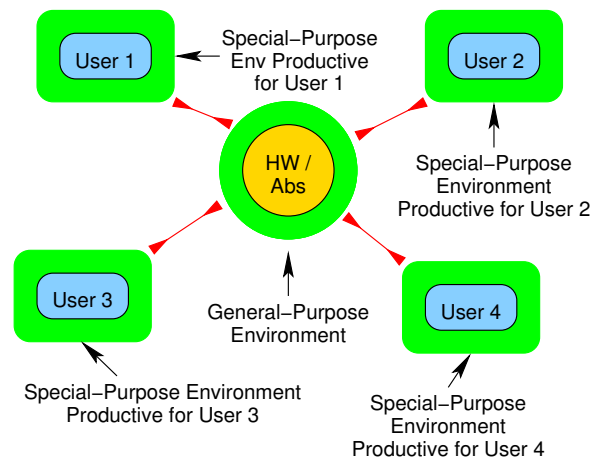 User 1
Special−Purpose
Env Productive
for User 1
User 2
HW /
Abs
Special−Purpose
Environment
Productive for User 2
User 3
General−Purpose
Environment
User 4
Special−Purpose Environment
Productive for User 3
Special−Purpose
Environment
Productive for User 4